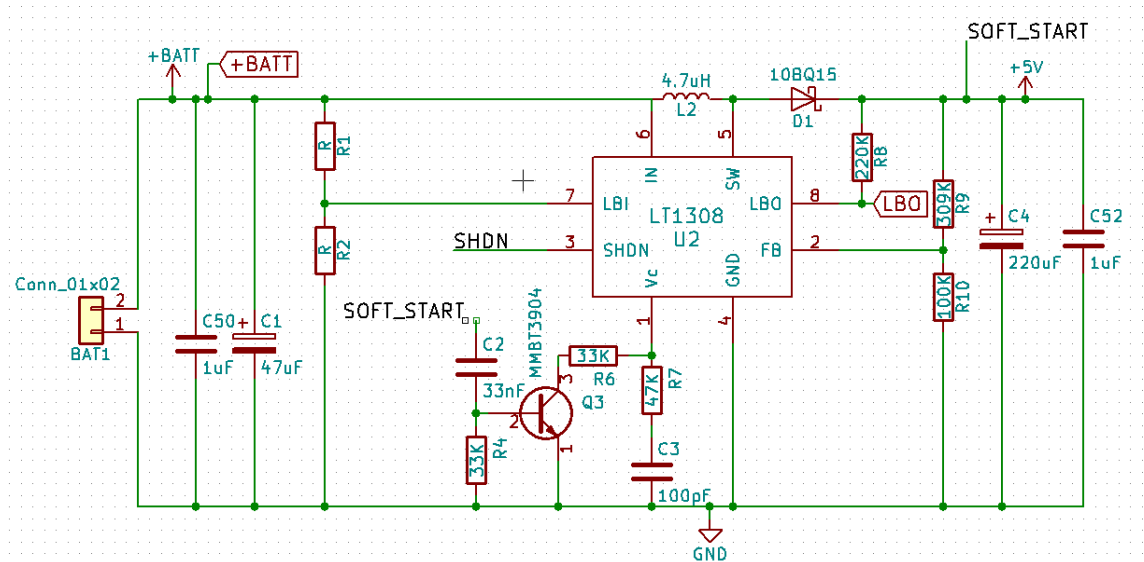 SOFT_START
+BATT
+BATT
+5V
4.7uH
L2
10BQ15
D1
6
5
R
R1
220K
R8
309K
R9
IN
SW
7
LBI
LBO
8
LBO
LT1308
U2
C4
+
220uF
C52
1uF
R
R2
SHDN
3
SHDN
FB
2
Vc
GND
1
4
100K
R10
Conn_01x02
2
1
BAT1
C50
1uF
+
C1
47uF
SOFT_START
C2
33nF
MMBT3904
3
2
1
Q3
33K
R6
47K
R7
33K
R4
C3
100pF
GND